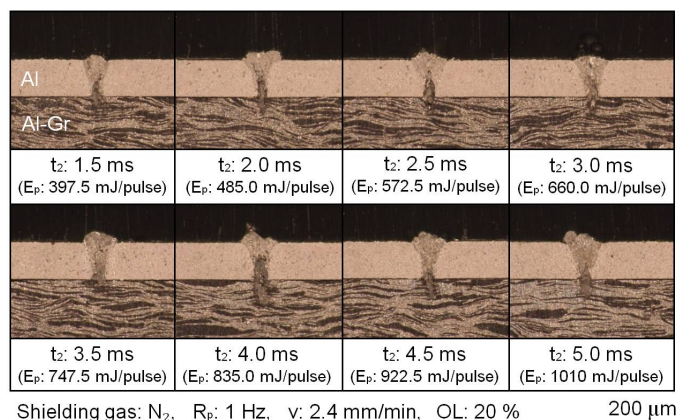 Al
Al-Gr
t₂: 1.5 ms
(Eₚ: 397.5 mJ/pulse)
t₂: 2.0 ms
(Eₚ: 485.0 mJ/pulse)
t₂: 2.5 ms
(Eₚ: 572.5 mJ/pulse)
t₂: 3.0 ms
(Eₚ: 660.0 mJ/pulse)
t₂: 3.5 ms
(Eₚ: 747.5 mJ/pulse)
t₂: 4.0 ms
(Eₚ: 835.0 mJ/pulse)
t₂: 4.5 ms
(Eₚ: 922.5 mJ/pulse)
t₂: 5.0 ms
(Eₚ: 1010 mJ/pulse)
Shielding gas: N₂, Rₚ: 1 Hz, v: 2.4 mm/min, OL: 20 % 200 μm